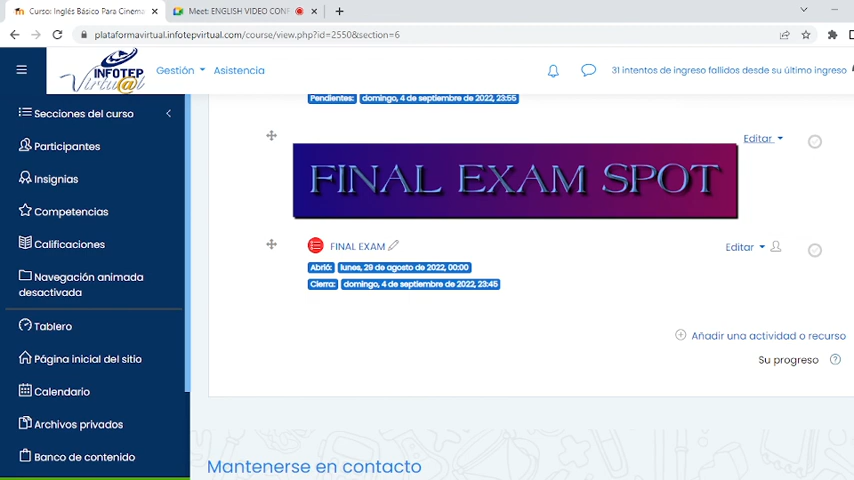 Curso: Inglés Básico Para Cinema
Meet: ENGLISH VIDEO CONF
plataformavirtual.infotepvirtual.com/course/view.php?id=2550&section=6
INFOTEP
Virtu@l
Gestión
Asistencia
31 intentos de ingreso fallidos desde su último ingreso
Secciones del curso
Participantes
Insignias
Competencias
Calificaciones
Navegación animada
desactivada
Tablero
Página inicial del sitio
Calendario
Archivos privados
Banco de contenido
Pendientes: domingo, 4 de septiembre de 2022, 23:55
Editar
FINAL EXAM SPOT
FINAL EXAM
Editar
Abrió: lunes, 29 de agosto de 2022, 00:00
Cierra: domingo, 4 de septiembre de 2022, 23:45
Añadir una actividad o recurso
Su progreso
Mantenerse en contacto